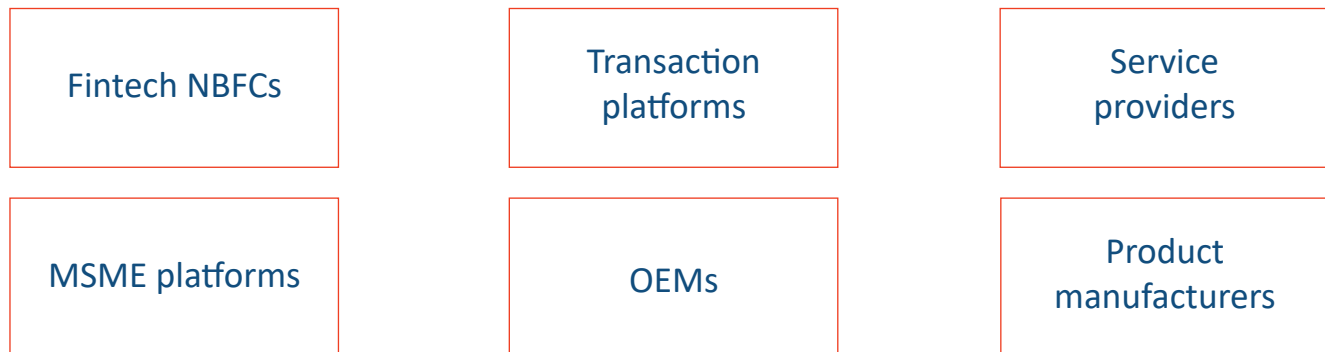 Fintech NBFCs
Transaction
platforms
Service
providers
MSME platforms
OEMs
Product
manufacturers